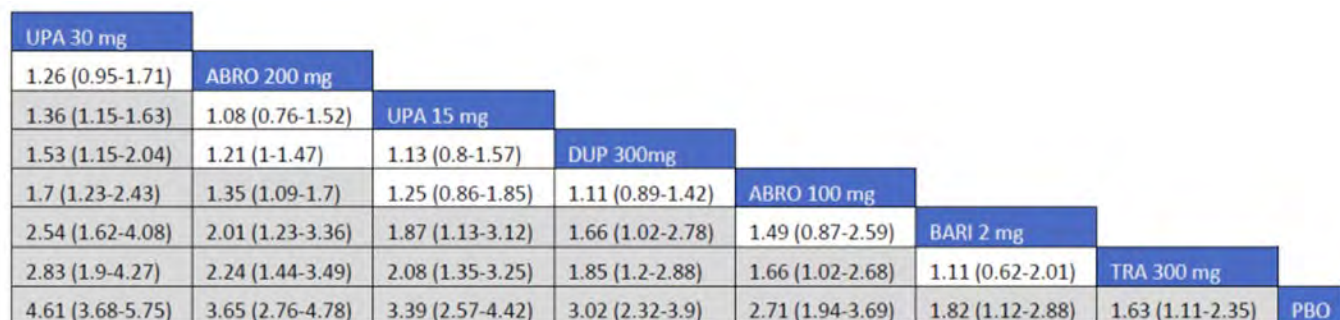 UPA 30 mg
1.26 (0.95-1.71) ABRO 200 mg
1.36 (1.15-1.63) 1.08 (0.76-1.52) UPA 15 mg
1.53 (1.15-2.04) 1.21 (1-1.47) 1.13 (0.8-1.57) DUP 300mg
1.7 (1.23-2.43) 1.35 (1.09-1.7) 1.25 (0.86-1.85) 1.11 (0.89-1.42) ABRO 100 mg
2.54 (1.62-4.08) 2.01 (1.23-3.36) 1.87 (1.13-3.12) 1.66 (1.02-2.78) 1.49 (0.87-2.59) BARI 2 mg
2.83 (1.9-4.27) 2.24 (1.44-3.49) 2.08 (1.35-3.25) 1.85 (1.2-2.88) 1.66 (1.02-2.68) 1.11 (0.62-2.01) TRA 300 mg
4.61 (3.68-5.75) 3.65 (2.76-4.78) 3.39 (2.57-4.42) 3.02 (2.32-3.9) 2.71 (1.94-3.69) 1.82 (1.12-2.88) 1.63 (1.11-2.35) PBO